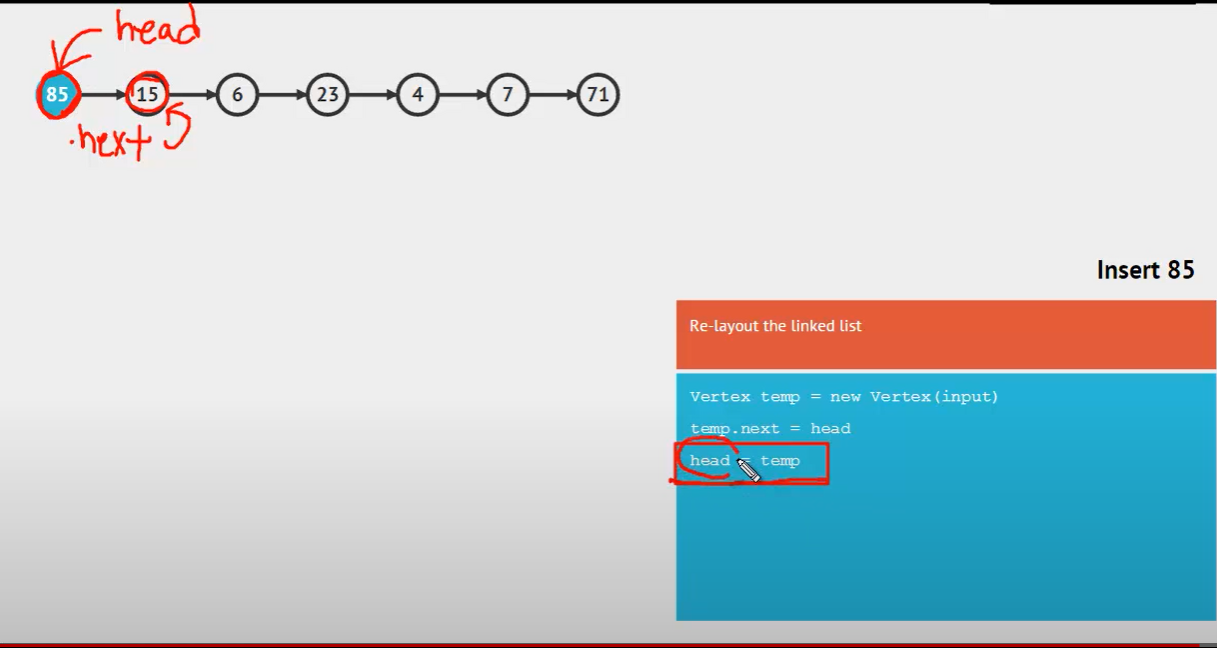 head
85 15 6 23 4 7 71
.next
Insert 85
Re-layout the linked list
Vertex temp = new Vertex(input)
temp.next = head
head = temp